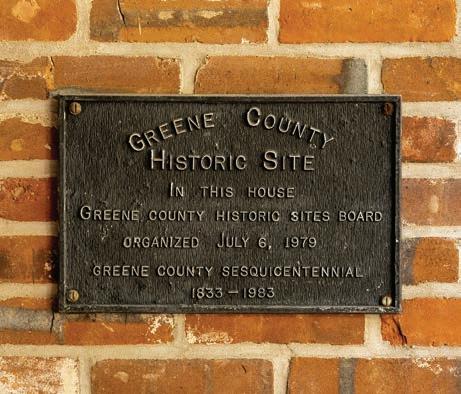 GREENE COUNTY
HISTORIC SITE
IN THIS HOUSE
GREENE COUNTY HISTORIC SITES BOARD
ORGANIZED JULY 6, 1979
GREENE COUNTY SESQUICENTENNIAL
1833 – 1983